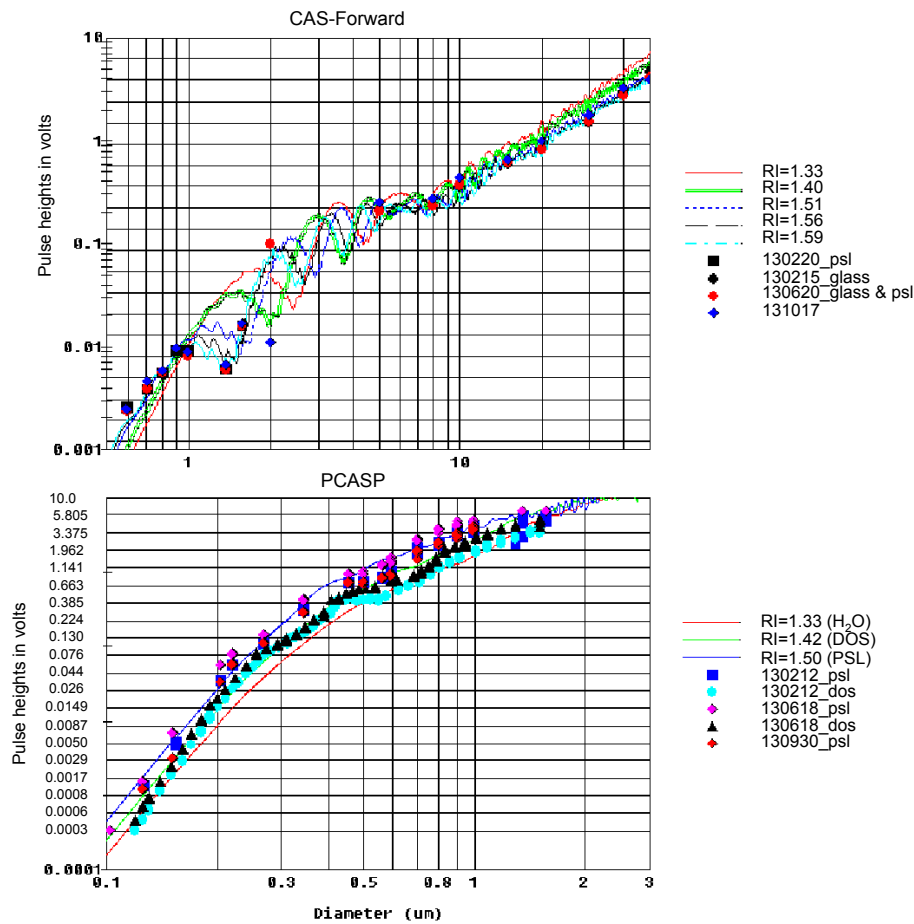 CAS-Forward
Pulse heights in volts
10
1
0.1
0.01
0.001
1
10
RI=1.33
RI=1.40
RI=1.51
RI=1.56
RI=1.59
130220_psl
130215_glass
130620_glass & psl
131017
PCASP
Pulse heights in volts
10.0
5.805
3.375
1.962
1.141
0.663
0.385
0.224
0.130
0.076
0.044
0.026
0.0149
0.0087
0.0050
0.0029
0.0017
0.0008
0.0006
0.0003
0.0001
0.1
0.3
0.5
0.8
1
2
3
Diameter (um)
RI=1.33 (H₂O)
RI=1.42 (DOS)
RI=1.50 (PSL)
130212_psl
130212_dos
130618_psl
130618_dos
130930_psl